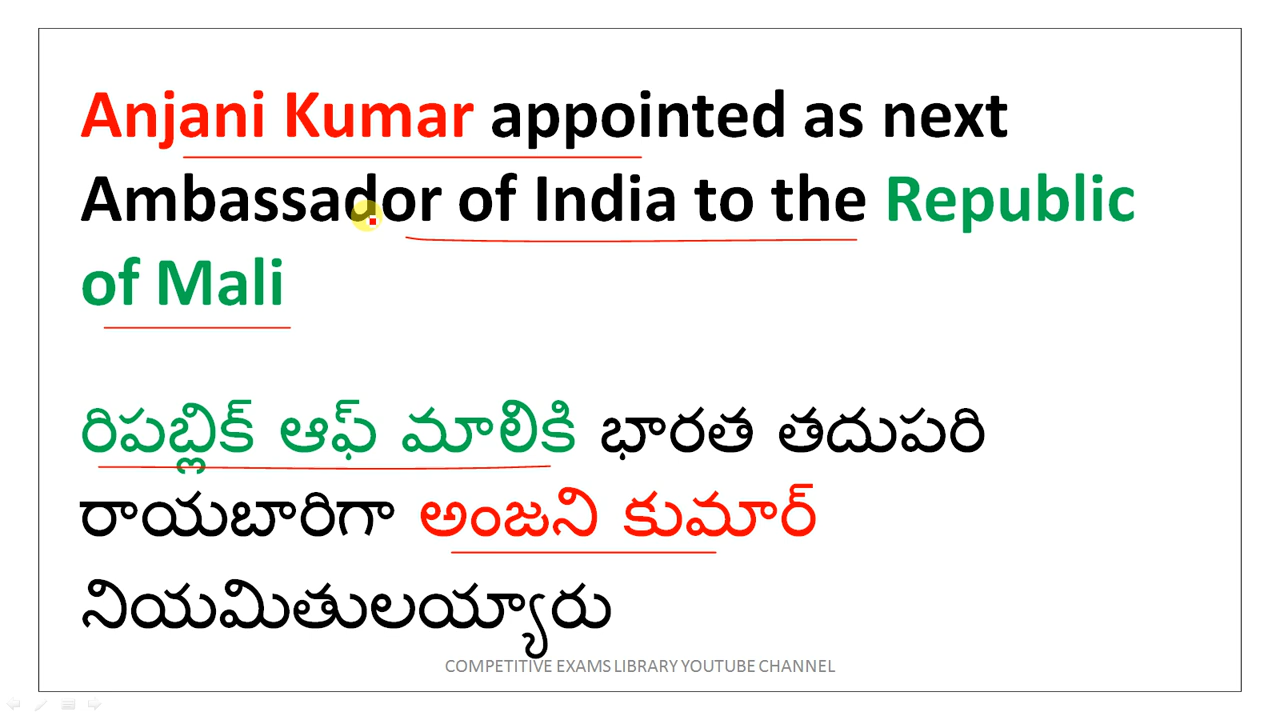 Anjani Kumar appointed as next
Ambassador of India to the Republic
of Mali
రిపబ్లిక్ ఆఫ్ మాలికి భారత తదుపరి
రాయబారిగా అంజని కుమార్
నియమితులయ్యారు
COMPETITIVE EXAMS LIBRARY YOUTUBE CHANNEL